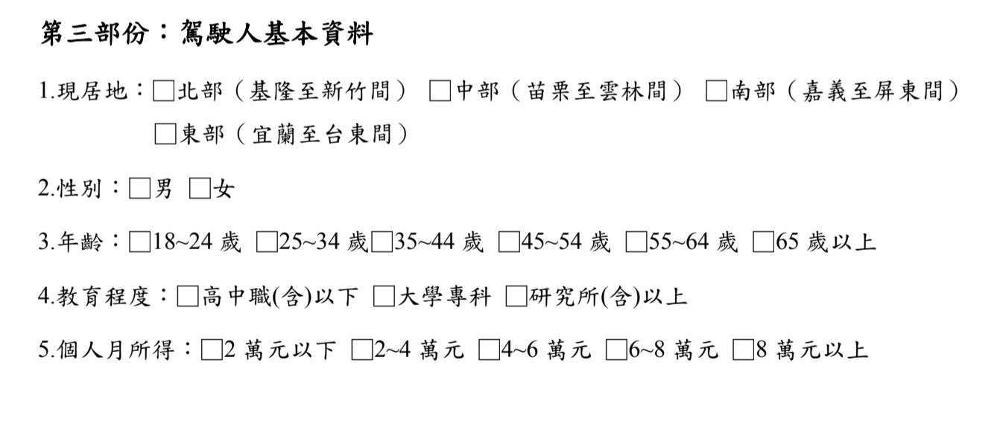 第三部份：駕駛人基本資料
1.現居地：□北部（基隆至新竹間） □中部（苗栗至雲林間） □南部（嘉義至屏東間）
□東部（宜蘭至台東間）
2.性別：□男 □女
3.年齡：□18~24 歲 □25~34 歲□35~44 歲 □45~54 歲 □55~64 歲 □65 歲以上
4.教育程度：□高中職(含)以下 □大學專科 □研究所(含)以上
5.個人月所得：□2 萬元以下 □2~4 萬元 □4~6 萬元 □6~8 萬元 □8 萬元以上